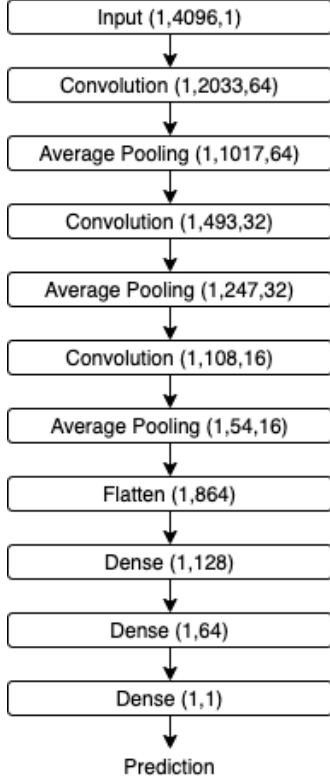 Input (1,4096,1)
Convolution (1,2033,64)
Average Pooling (1,1017,64)
Convolution (1,493,32)
Average Pooling (1,247,32)
Convolution (1,108,16)
Average Pooling (1,54,16)
Flatten (1,864)
Dense (1,128)
Dense (1,64)
Dense (1,1)
Prediction